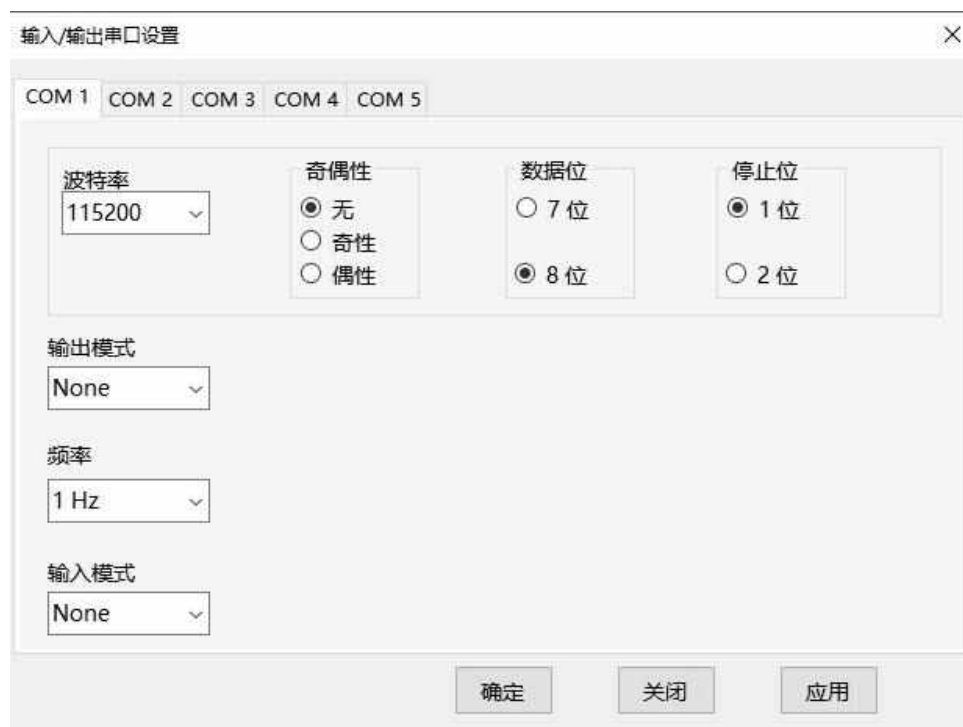 输入/输出串口设置
COM 1 COM 2 COM 3 COM 4 COM 5
波特率 奇偶性 数据位 停止位
115200 无 7 位 1 位
奇性
偶性 8 位 2 位
输出模式
None
频率
1 Hz
输入模式
None
确定 关闭 应用